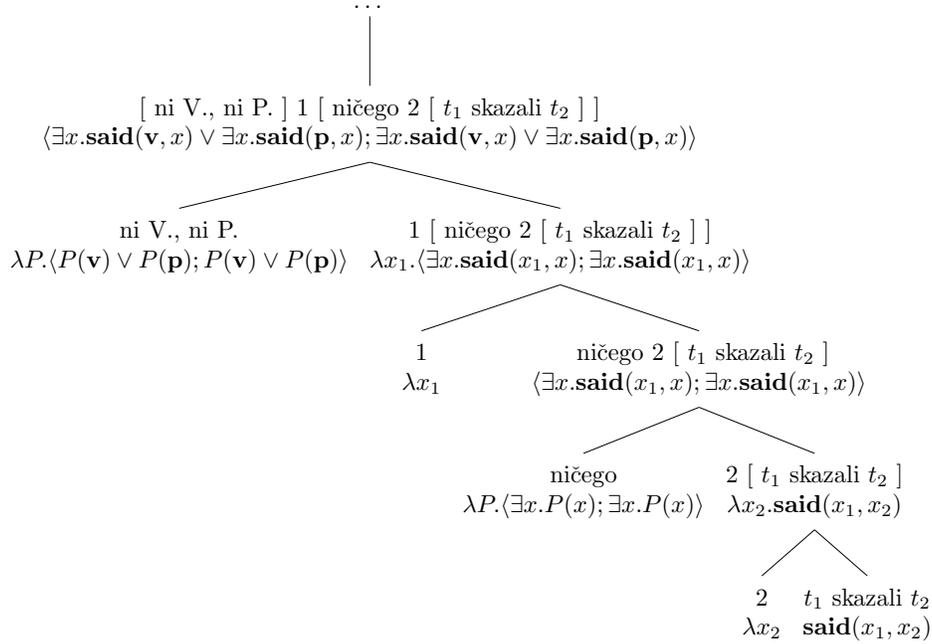 ...
[ ni V., ni P. ] 1 [ ničego 2 [ t₁ skazali t₂ ] ]
⟨∃x.said(v, x) ∨ ∃x.said(p, x); ∃x.said(v, x) ∨ ∃x.said(p, x)⟩
ni V., ni P.
λP.⟨P(v) ∨ P(p); P(v) ∨ P(p)⟩
1 [ ničego 2 [ t₁ skazali t₂ ] ]
λx₁.⟨∃x.said(x₁, x); ∃x.said(x₁, x)⟩
1
λx₁
ničego 2 [ t₁ skazali t₂ ]
⟨∃x.said(x₁, x); ∃x.said(x₁, x)⟩
ničego
λP.⟨∃x.P(x); ∃x.P(x)⟩
2 [ t₁ skazali t₂ ]
λx₂.said(x₁, x₂)
2
λx₂
t₁ skazali t₂
said(x₁, x₂)